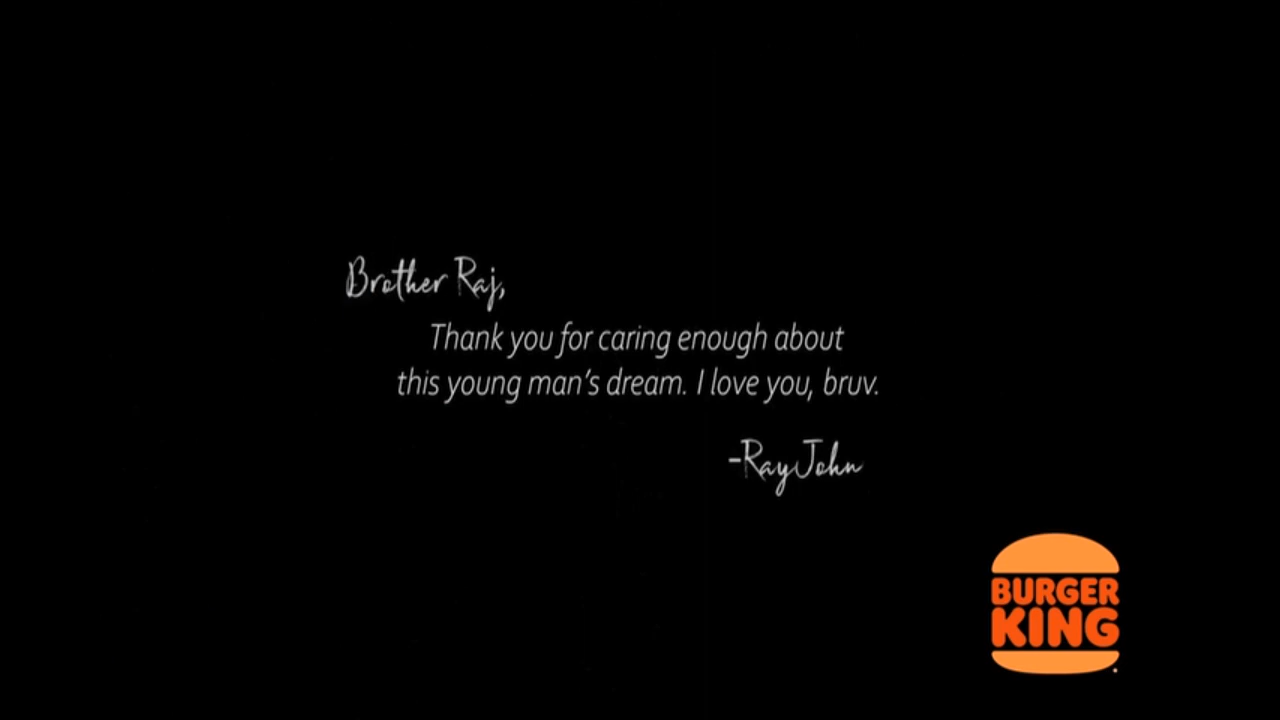 Brother Raj,
Thank you for caring enough about
this young man's dream. I love you, bruv.
-RayJohn
BURGER
KING